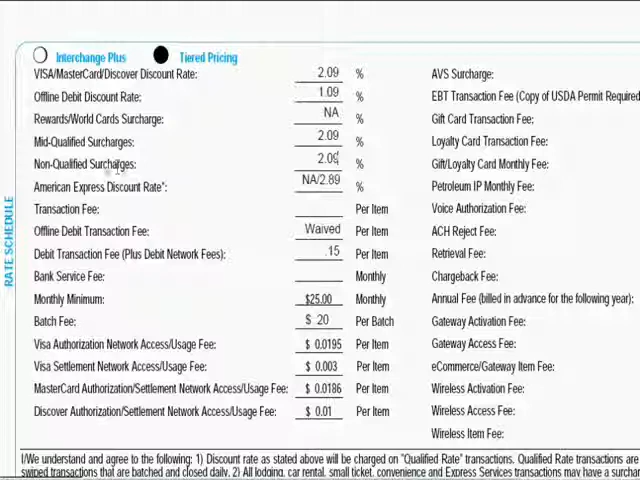 Interchange Plus Tiered Pricing
VISA/MasterCard/Discover Discount Rate: 2.09 % AVS Surcharge:
Offline Debit Discount Rate: 1.09 % EBT Transaction Fee (Copy of USDA Permit Required
Rewards/World Cards Surcharge: NA % Gift Card Transaction Fee:
Mid-Qualified Surcharges: 2.09 % Loyalty Card Transaction Fee:
Non-Qualified Surcharges: 2.09 % Gift/Loyalty Card Monthly Fee:
American Express Discount Rate*: NA/2.89 % Petroleum IP Monthly Fee:
Transaction Fee: Per Item Voice Authorization Fee:
Offline Debit Transaction Fee: Waived Per Item ACH Reject Fee:
Debit Transaction Fee (Plus Debit Network Fees): .15 Per Item Retrieval Fee:
Bank Service Fee: Monthly Chargeback Fee:
Monthly Minimum: $25.00 Monthly Annual Fee (billed in advance for the following year):
Batch Fee: $ 20 Per Batch Gateway Activation Fee:
Visa Authorization Network Access/Usage Fee: $ 0.0195 Per Item Gateway Access Fee:
Visa Settlement Network Access/Usage Fee: $ 0.003 Per Item eCommerce/Gateway Item Fee:
MasterCard Authorization/Settlement Network Access/Usage Fee: $ 0.0186 Per Item Wireless Activation Fee:
Discover Authorization/Settlement Network Access/Usage Fee: $ 0.01 Per Item Wireless Access Fee:
Wireless Item Fee:
RATE SCHEDULE
I/We understand and agree to the following: 1) Discount rate as stated above will be charged on "Qualified Rate" transactions. Qualified Rate transactions are
swiped transactions that are batched and closed daily. 2) All lodging, car rental, small ticket, convenience and Express Services transactions may have a surchar